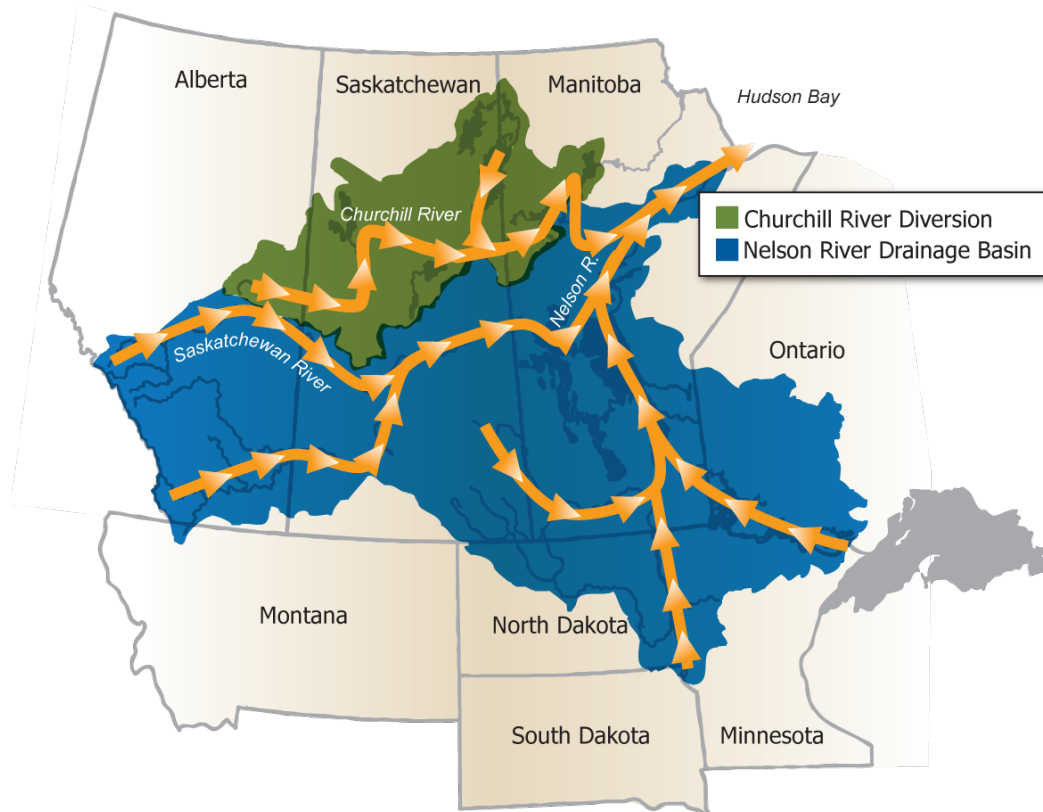 Alberta
Saskatchewan
Manitoba
Hudson Bay
Churchill River
Churchill River Diversion
Nelson River Drainage Basin
Nelson R.
Saskatchewan River
Ontario
Montana
North Dakota
South Dakota
Minnesota